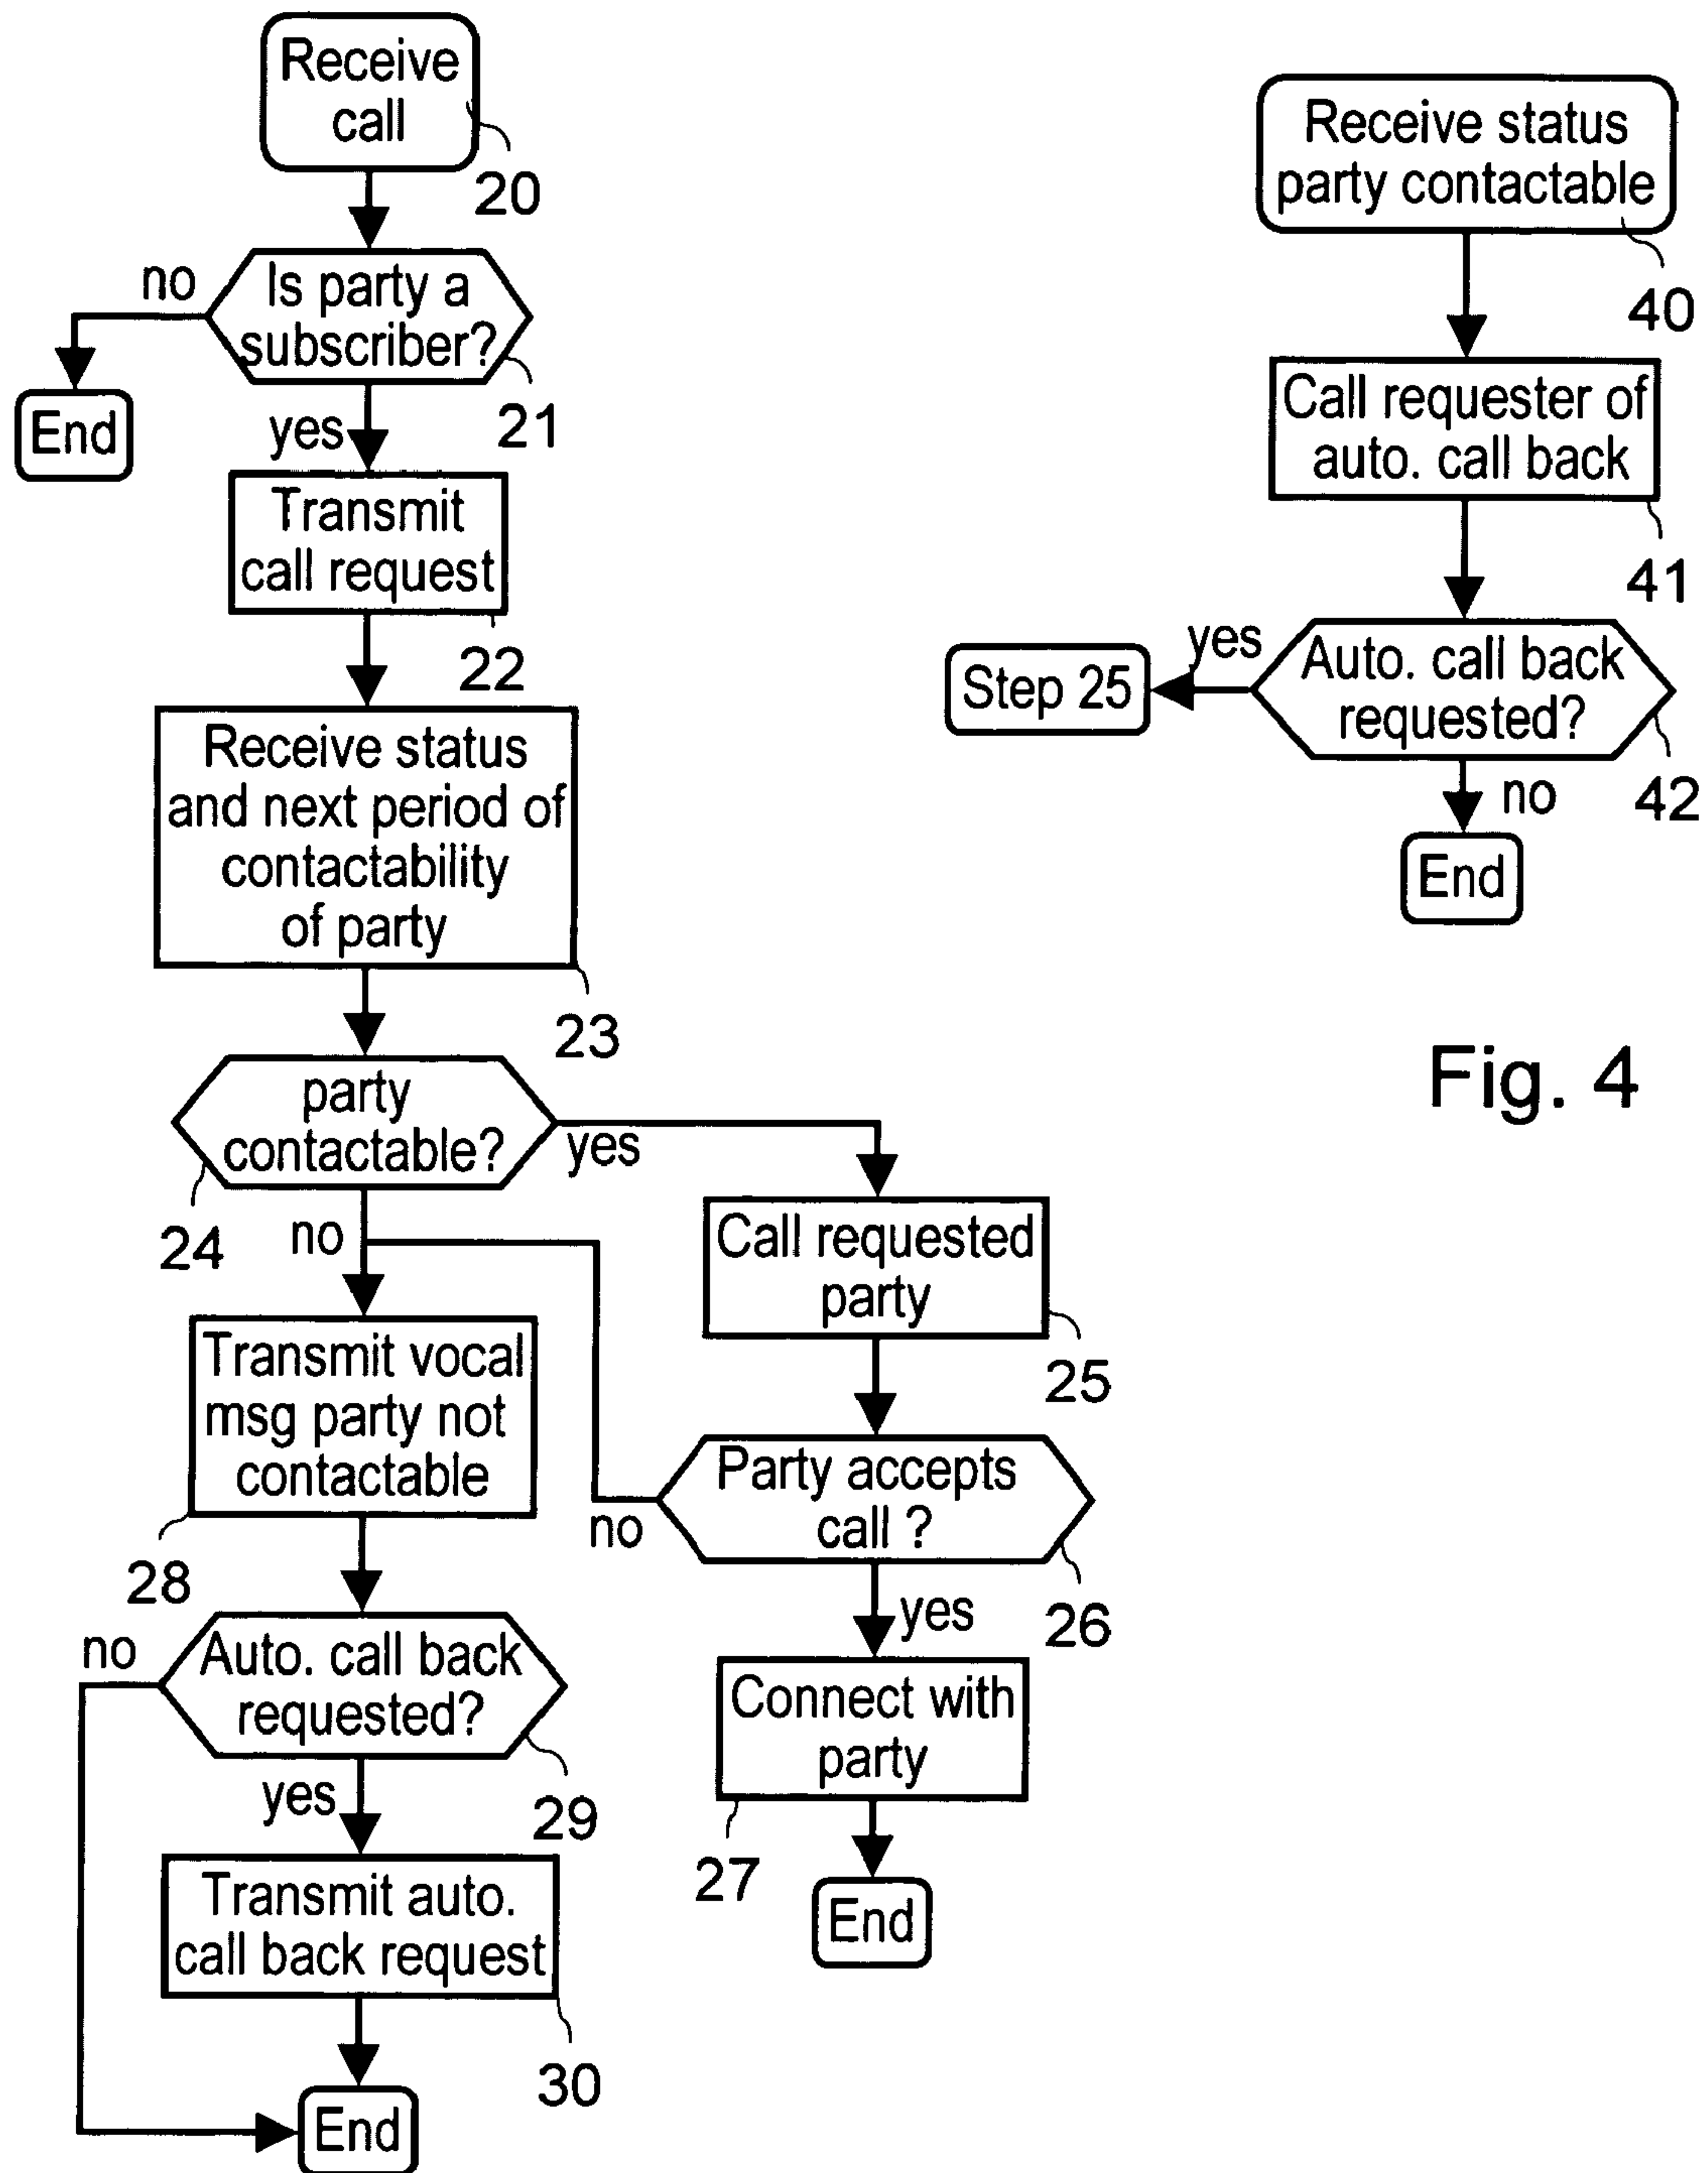 Receive
call
20
no
Is party a
subscriber?
21
End
yes
Transmit
call request
22
Receive status
and next period of
contactability
of party
23
party
contactable?
yes
24
no
Call requested
party
25
Transmit vocal
msg party not
contactable
28
Party accepts
call ?
no
26
yes
no
Auto. call back
requested?
29
yes
Connect with
party
27
End
Transmit auto.
call back request
30
End
Receive status
party contactable
40
Call requester of
auto. call back
41
yes
Auto. call back
requested?
42
Step 25
no
End
Fig. 4